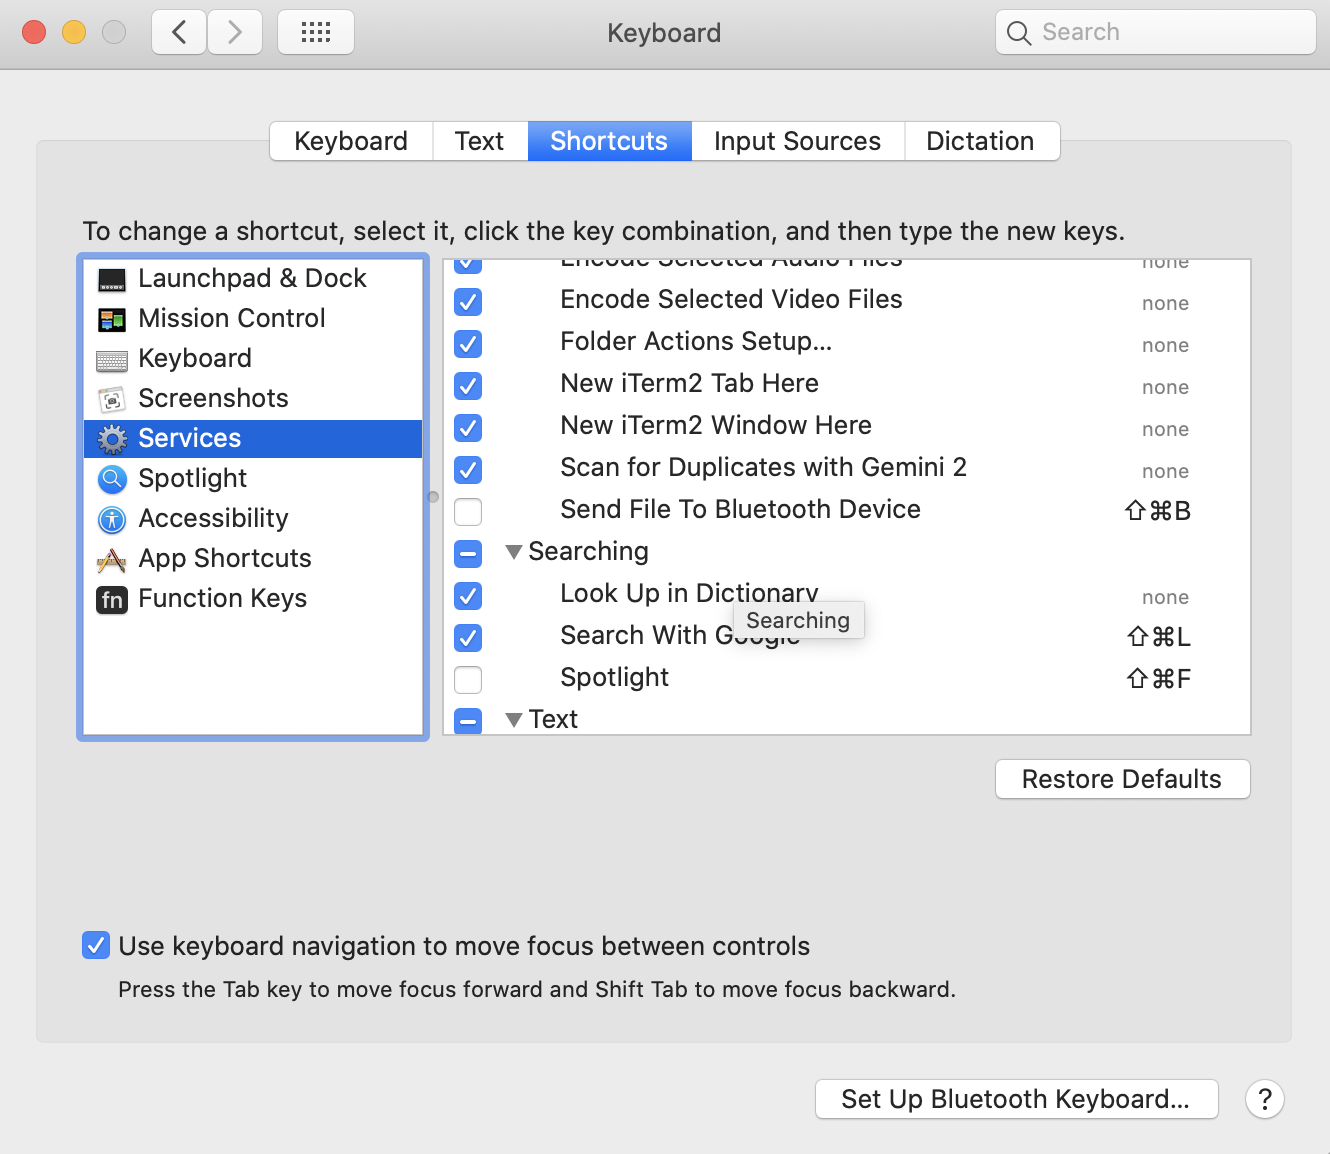 Keyboard
Search
Keyboard Text Shortcuts Input Sources Dictation
To change a shortcut, select it, click the key combination, and then type the new keys.
Launchpad & Dock
Mission Control
Keyboard
Screenshots
Services
Spotlight
Accessibility
App Shortcuts
fn Function Keys
Encode Selected Audio Files none
Encode Selected Video Files none
Folder Actions Setup... none
New iTerm2 Tab Here none
New iTerm2 Window Here none
Scan for Duplicates with Gemini 2 none
Send File To Bluetooth Device ⇧⌘B
Searching
Look Up in Dictionary none
Searching
Search With Google ⇧⌘L
Spotlight ⇧⌘F
Text
Restore Defaults
Use keyboard navigation to move focus between controls
Press the Tab key to move focus forward and Shift Tab to move focus backward.
Set Up Bluetooth Keyboard... ?